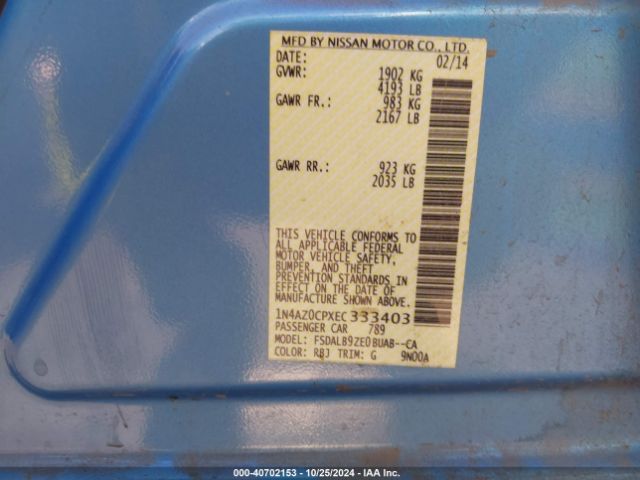 MFD BY NISSAN MOTOR CO., LTD.
DATE: 02/14
GVWR: 1902 KG
4193 LB
GAWR FR.: 983 KG
2167 LB
GAWR RR.: 923 KG
2035 LB
THIS VEHICLE CONFORMS TO
ALL APPLICABLE FEDERAL
MOTOR VEHICLE SAFETY,
BUMPER, AND THEFT
PREVENTION STANDARDS IN
EFFECT ON THE DATE OF
MANUFACTURE SHOWN ABOVE.
1N4AZ0CPXEC333403
PASSENGER CAR 789
MODEL: FSDALB9ZE0BUAB--CA
COLOR: RBJ TRIM: G 9N00A
000-40702153 - 10/25/2024 - IAA Inc.